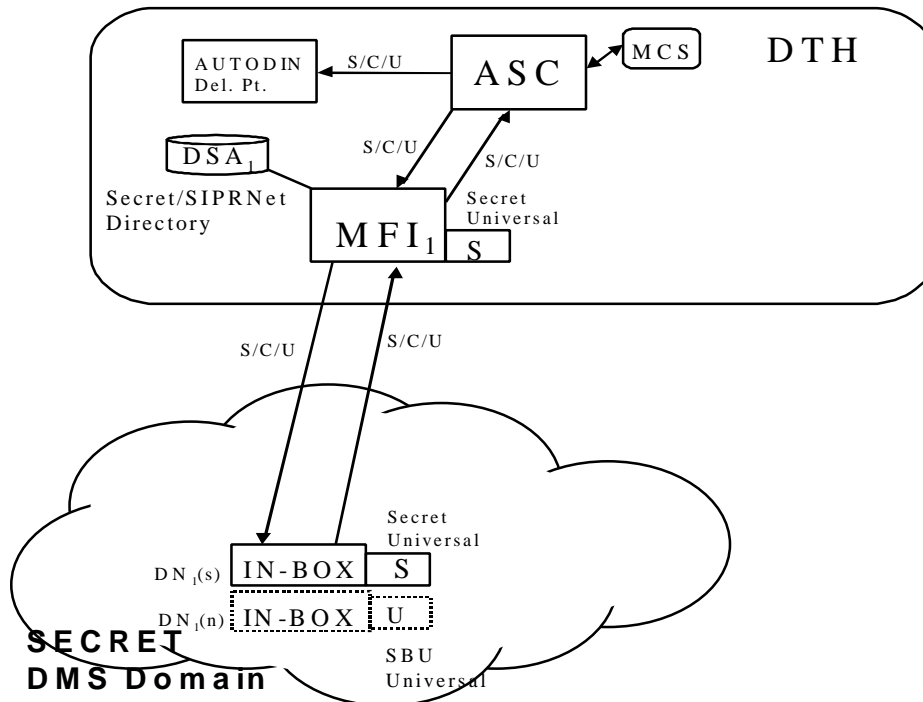 DTH
AUTODIN
Del. Pt.
S/C/U
ASC
MCS
S/C/U
S/C/U
DSA1
Secret/SIPRNet
Directory
MFI1
Secret
Universal
S
S/C/U
S/C/U
Secret
Universal
DN1(s)
IN-BOX
S
DN1(n)
IN-BOX
U
SECRET
DMS Domain
SBU
Universal